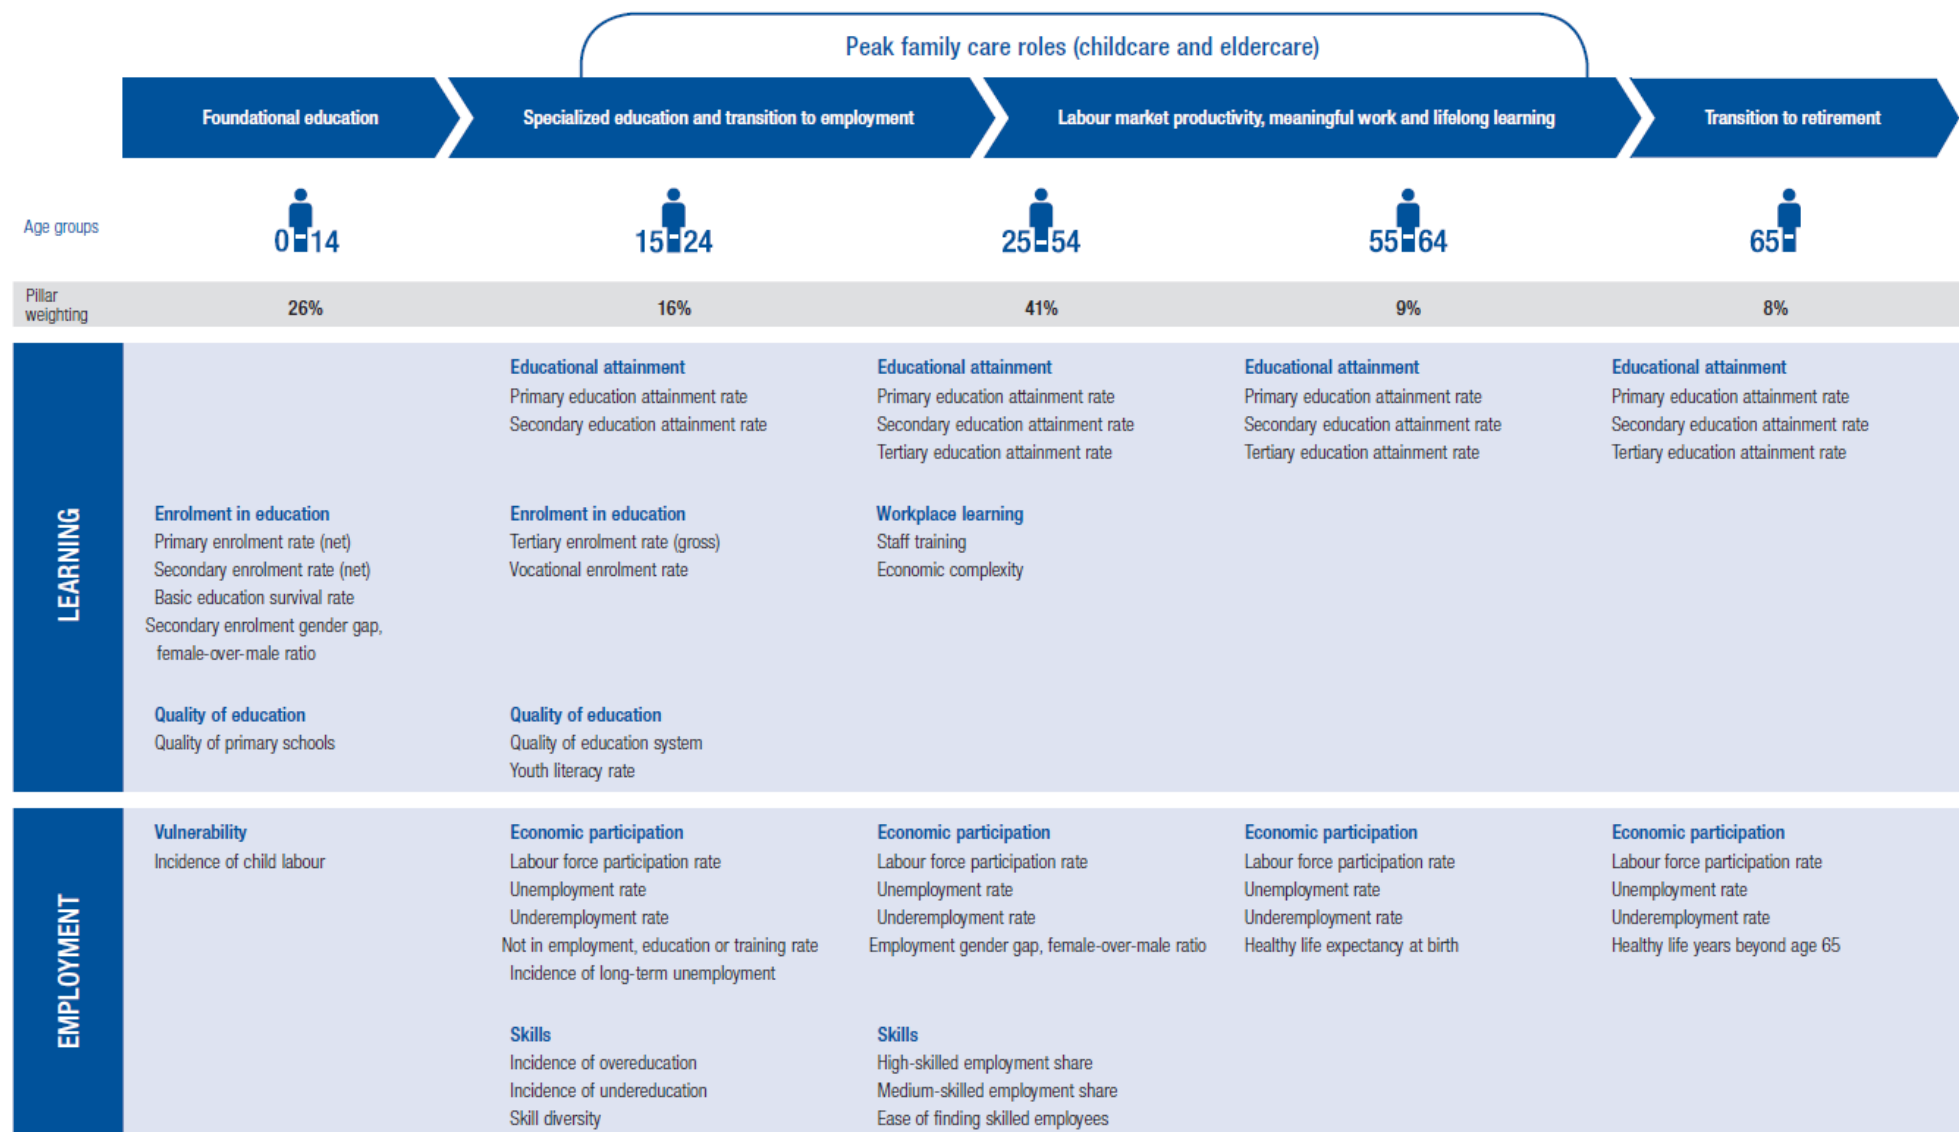 Peak family care roles (childcare and eldercare)
Foundational education
Specialized education and transition to employment
Labour market productivity, meaningful work and lifelong learning
Transition to retirement
Age groups
0–14
15–24
25–54
55–64
65–
Pillar
weighting
26%
16%
41%
9%
8%
LEARNING
Enrolment in education
Primary enrolment rate (net)
Secondary enrolment rate (net)
Basic education survival rate
Secondary enrolment gender gap,
female-over-male ratio
Quality of education
Quality of primary schools
Educational attainment
Primary education attainment rate
Secondary education attainment rate
Enrolment in education
Tertiary enrolment rate (gross)
Vocational enrolment rate
Quality of education
Quality of education system
Youth literacy rate
Educational attainment
Primary education attainment rate
Secondary education attainment rate
Tertiary education attainment rate
Workplace learning
Staff training
Economic complexity
Educational attainment
Primary education attainment rate
Secondary education attainment rate
Tertiary education attainment rate
Educational attainment
Primary education attainment rate
Secondary education attainment rate
Tertiary education attainment rate
EMPLOYMENT
Vulnerability
Incidence of child labour
Economic participation
Labour force participation rate
Unemployment rate
Underemployment rate
Not in employment, education or training rate
Incidence of long-term unemployment
Skills
Incidence of overeducation
Incidence of undereducation
Skill diversity
Economic participation
Labour force participation rate
Unemployment rate
Underemployment rate
Employment gender gap, female-over-male ratio
Skills
High-skilled employment share
Medium-skilled employment share
Ease of finding skilled employees
Economic participation
Labour force participation rate
Unemployment rate
Underemployment rate
Healthy life expectancy at birth
Economic participation
Labour force participation rate
Unemployment rate
Underemployment rate
Healthy life years beyond age 65